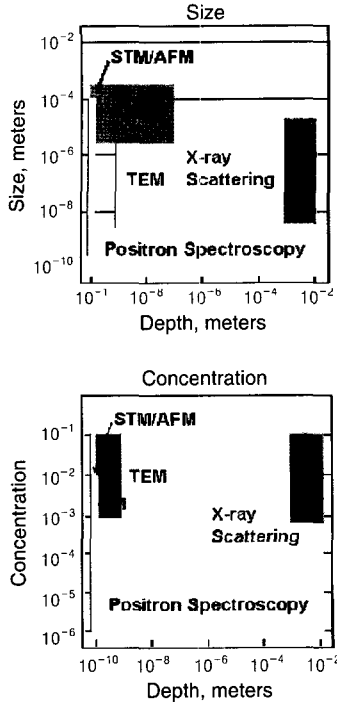 Size
10⁻²
STM/AFM
10⁻⁴
10⁻⁶
TEM
X-ray
Scattering
10⁻⁸
Positron Spectroscopy
10⁻¹⁰
Size, meters
10⁻¹ 10⁻⁸ 10⁻⁶ 10⁻⁴ 10⁻²
Depth, meters
Concentration
STM/AFM
10⁻¹
10⁻²
TEM
10⁻³
X-ray
Scattering
10⁻⁴
10⁻⁵
Positron Spectroscopy
10⁻⁶
Concentration
10⁻¹⁰ 10⁻⁸ 10⁻⁶ 10⁻⁴ 10⁻²
Depth, meters